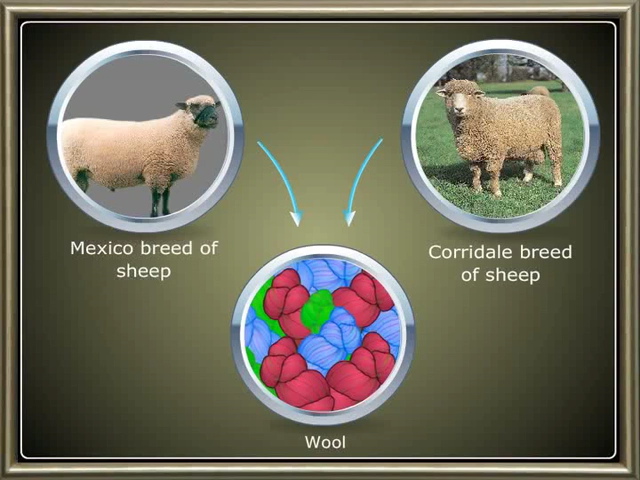 Mexico breed of
sheep
Corridale breed
of sheep
Wool